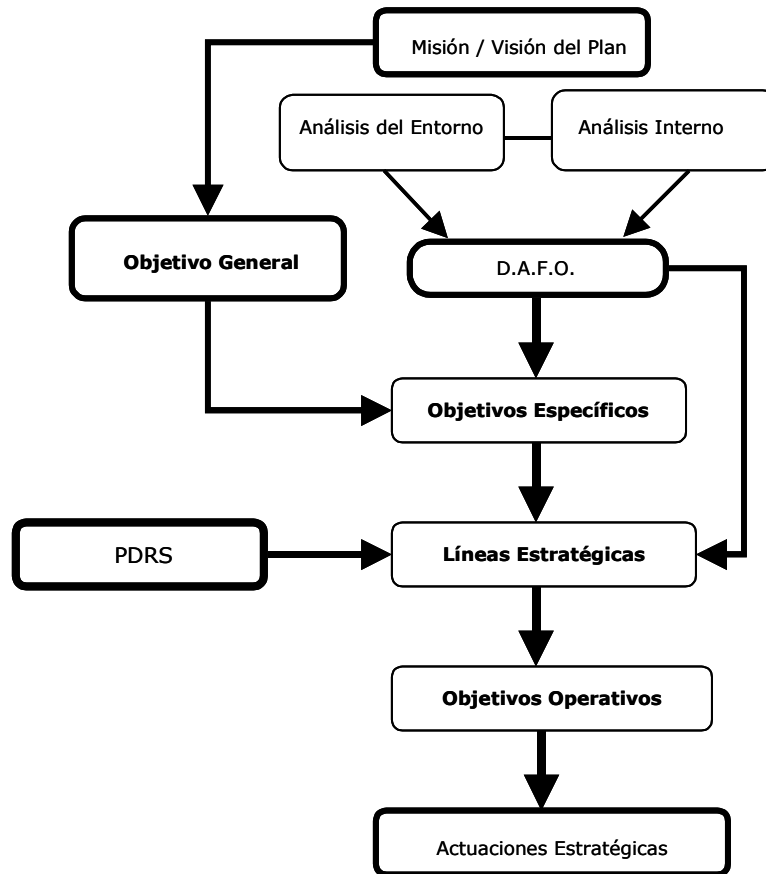 Misión / Visión del Plan
Análisis del Entorno
Análisis Interno
Objetivo General
D.A.F.O.
Objetivos Específicos
PDRS
Líneas Estratégicas
Objetivos Operativos
Actuaciones Estratégicas